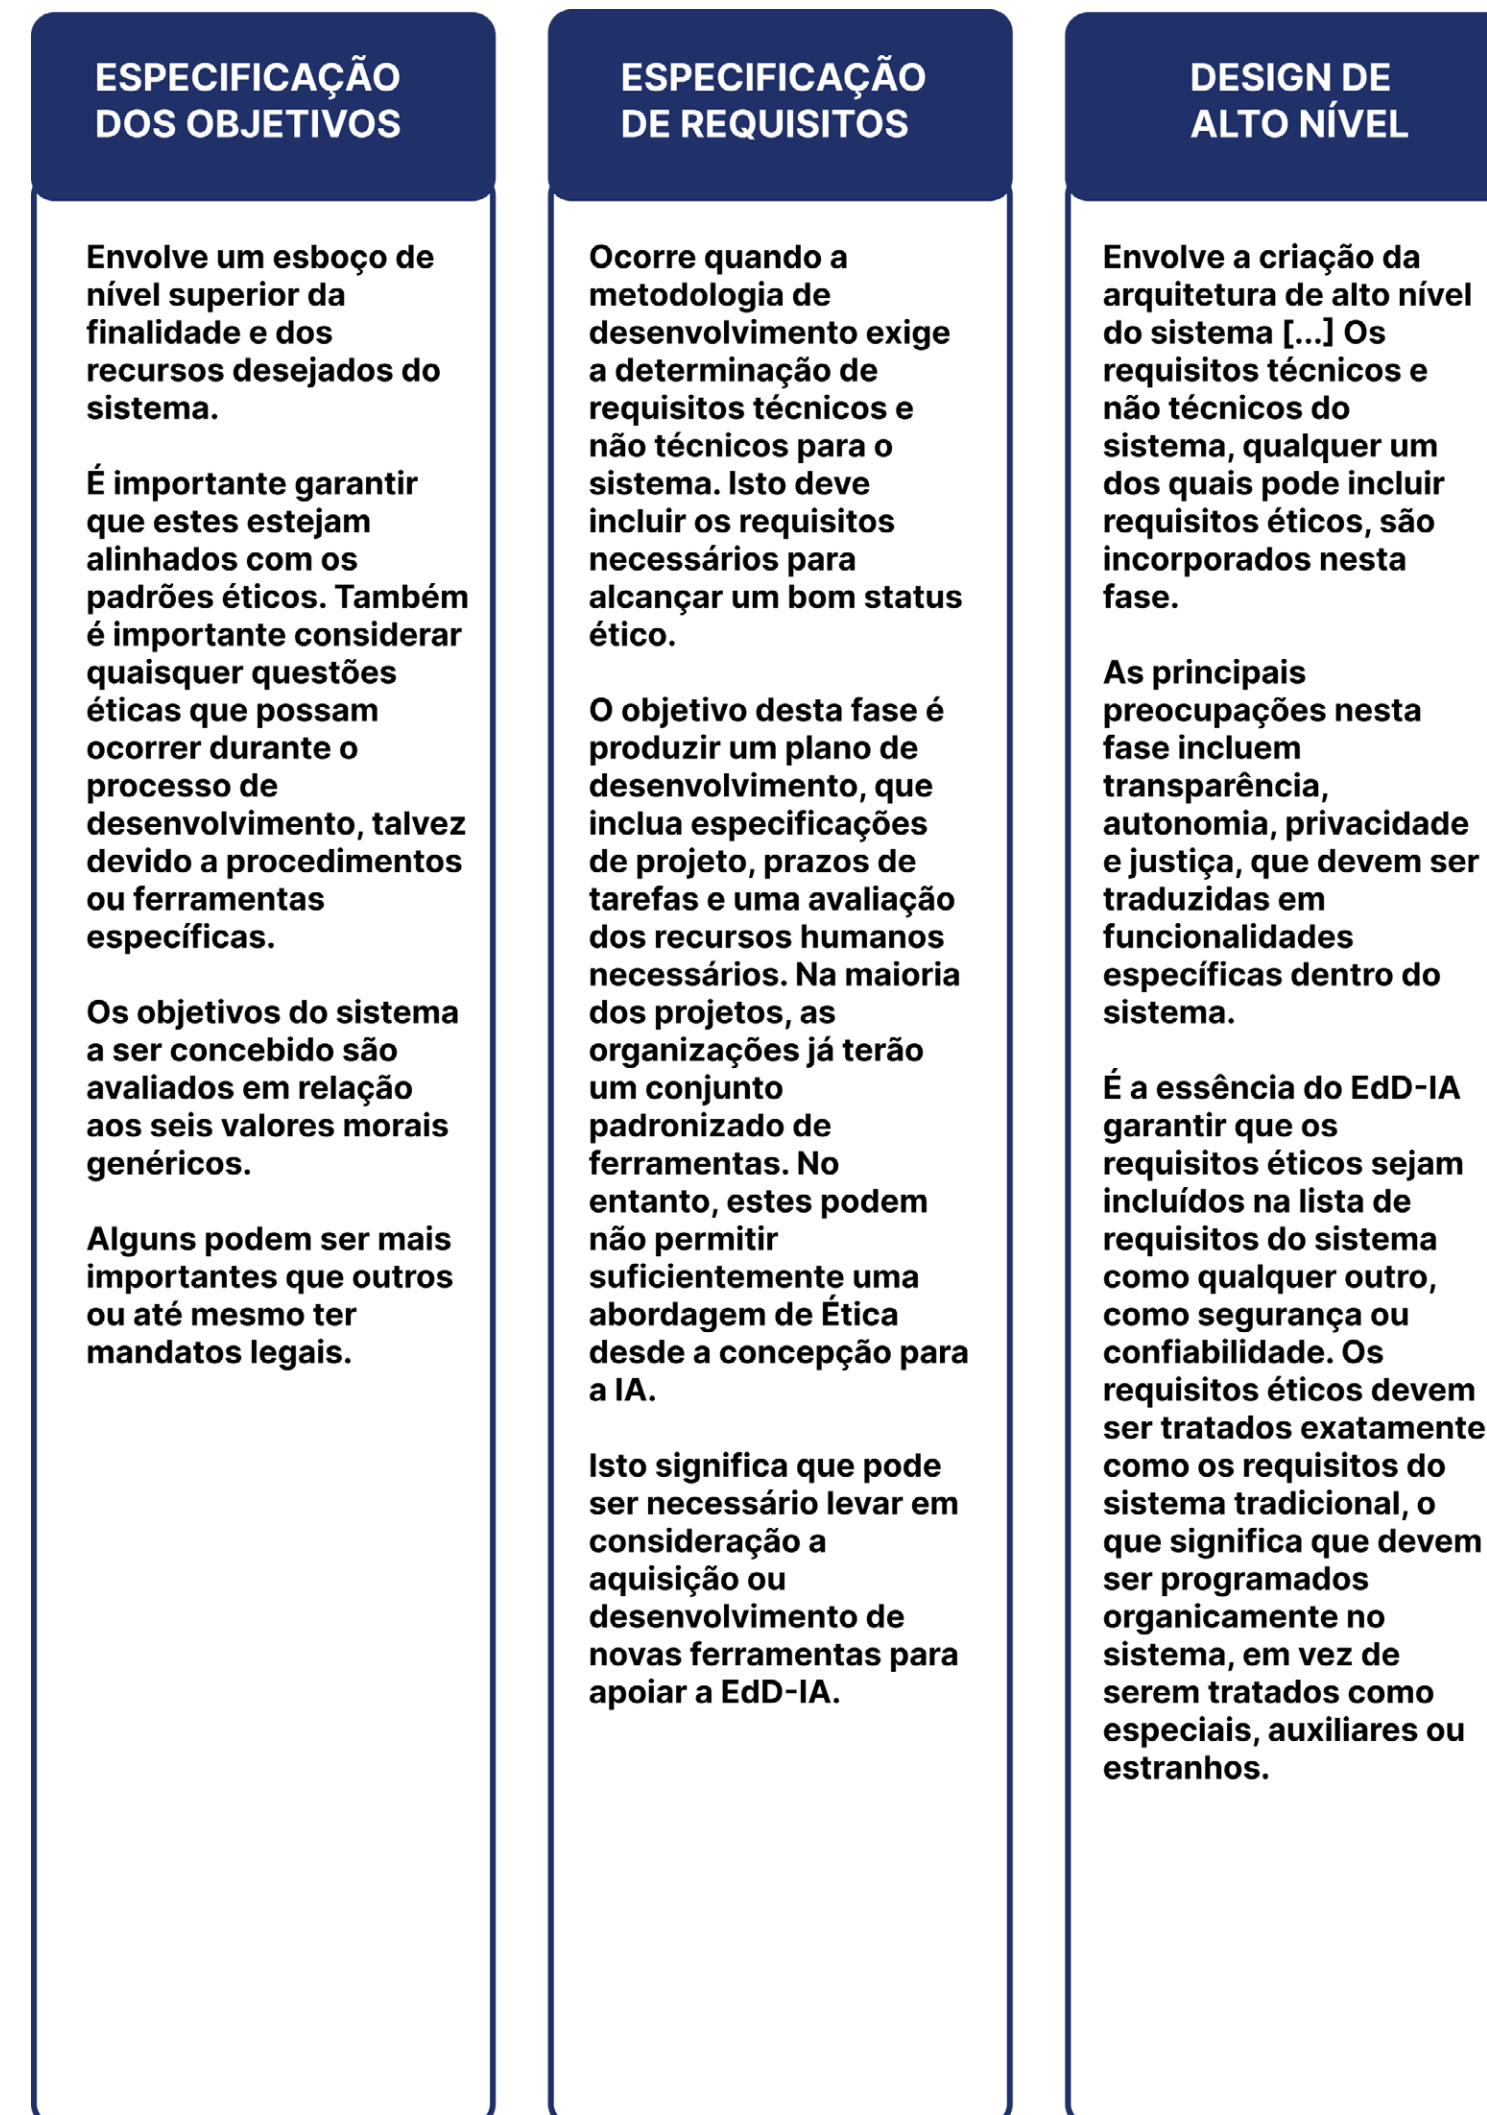 ESPECIFICAÇÃO
DOS OBJETIVOS
Envolve um esboço de
nível superior da
finalidade e dos
recursos desejados do
sistema.
É importante garantir
que estes estejam
alinhados com os
padrões éticos. Também
é importante considerar
quaisquer questões
éticas que possam
ocorrer durante o
processo de
desenvolvimento, talvez
devido a procedimentos
ou ferramentas
específicas.
Os objetivos do sistema
a ser concebido são
avaliados em relação
aos seis valores morais
genéricos.
Alguns podem ser mais
importantes que outros
ou até mesmo ter
mandatos legais.
ESPECIFICAÇÃO
DE REQUISITOS
Ocorre quando a
metodologia de
desenvolvimento exige
a determinação de
requisitos técnicos e
não técnicos para o
sistema. Isto deve
incluir os requisitos
necessários para
alcançar um bom status
ético.
O objetivo desta fase é
produzir um plano de
desenvolvimento, que
inclua especificações
de projeto, prazos de
tarefas e uma avaliação
dos recursos humanos
necessários. Na maioria
dos projetos, as
organizações já terão
um conjunto
padronizado de
ferramentas. No
entanto, estes podem
não permitir
suficientemente uma
abordagem de Ética
desde a concepção para
a IA.
Isto significa que pode
ser necessário levar em
consideração a
aquisição ou
desenvolvimento de
novas ferramentas para
apoiar a EdD-IA.
DESIGN DE
ALTO NÍVEL
Envolve a criação da
arquitetura de alto nível
do sistema [...] Os
requisitos técnicos e
não técnicos do
sistema, qualquer um
dos quais pode incluir
requisitos éticos, são
incorporados nesta
fase.
As principais
preocupações nesta
fase incluem
transparência,
autonomia, privacidade
e justiça, que devem ser
traduzidas em
funcionalidades
específicas dentro do
sistema.
É a essência do EdD-IA
garantir que os
requisitos éticos sejam
incluídos na lista de
requisitos do sistema
como qualquer outro,
como segurança ou
confiabilidade. Os
requisitos éticos devem
ser tratados exatamente
como os requisitos do
sistema tradicional, o
que significa que devem
ser programados
organicamente no
sistema, em vez de
serem tratados como
especiais, auxiliares ou
estranhos.